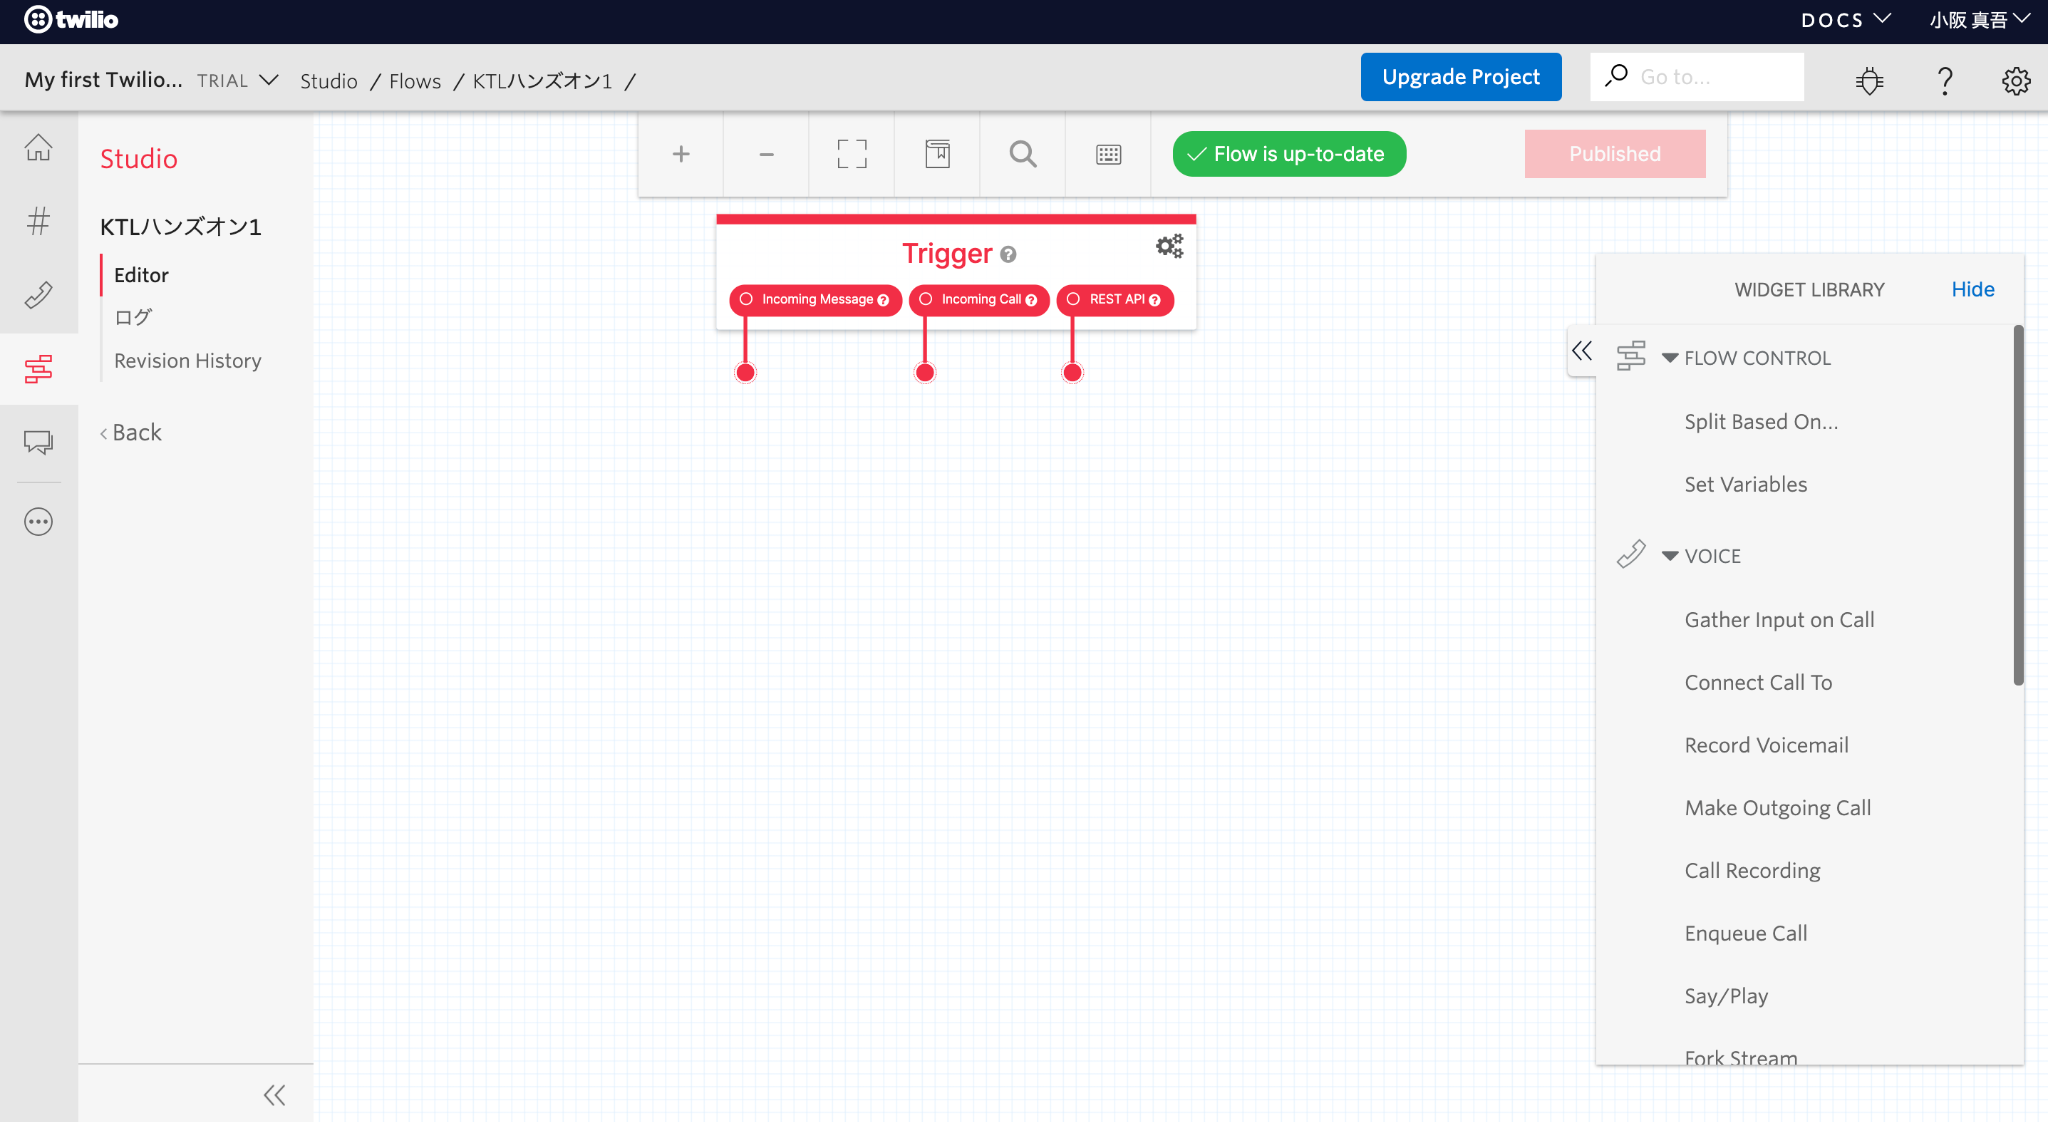 twilio
DOCS
小阪 真吾
My first Twilio... TRIAL
Studio / Flows / KTLハンズオン1 /
Upgrade Project
Go to...
?
Studio
KTLハンズオン1
Editor
ログ
Revision History
‹ Back
Flow is up-to-date
Published
Trigger ?
Incoming Message ?
Incoming Call ?
REST API ?
WIDGET LIBRARY
Hide
FLOW CONTROL
Split Based On...
Set Variables
VOICE
Gather Input on Call
Connect Call To
Record Voicemail
Make Outgoing Call
Call Recording
Enqueue Call
Say/Play
Fork Stream